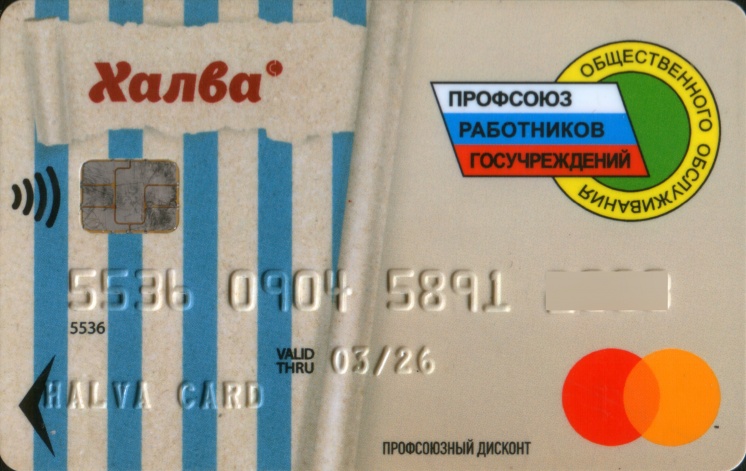 Халва
ОБЩЕСТВЕННОГО ОБСЛУЖИВАНИЯ
ПРОФСОЮЗ
РАБОТНИКОВ
ГОСУЧРЕЖДЕНИЙ
5536 0904 5891
5536
VALID
THRU
03/26
HALVA CARD
ПРОФСОЮЗНЫЙ ДИСКОНТ